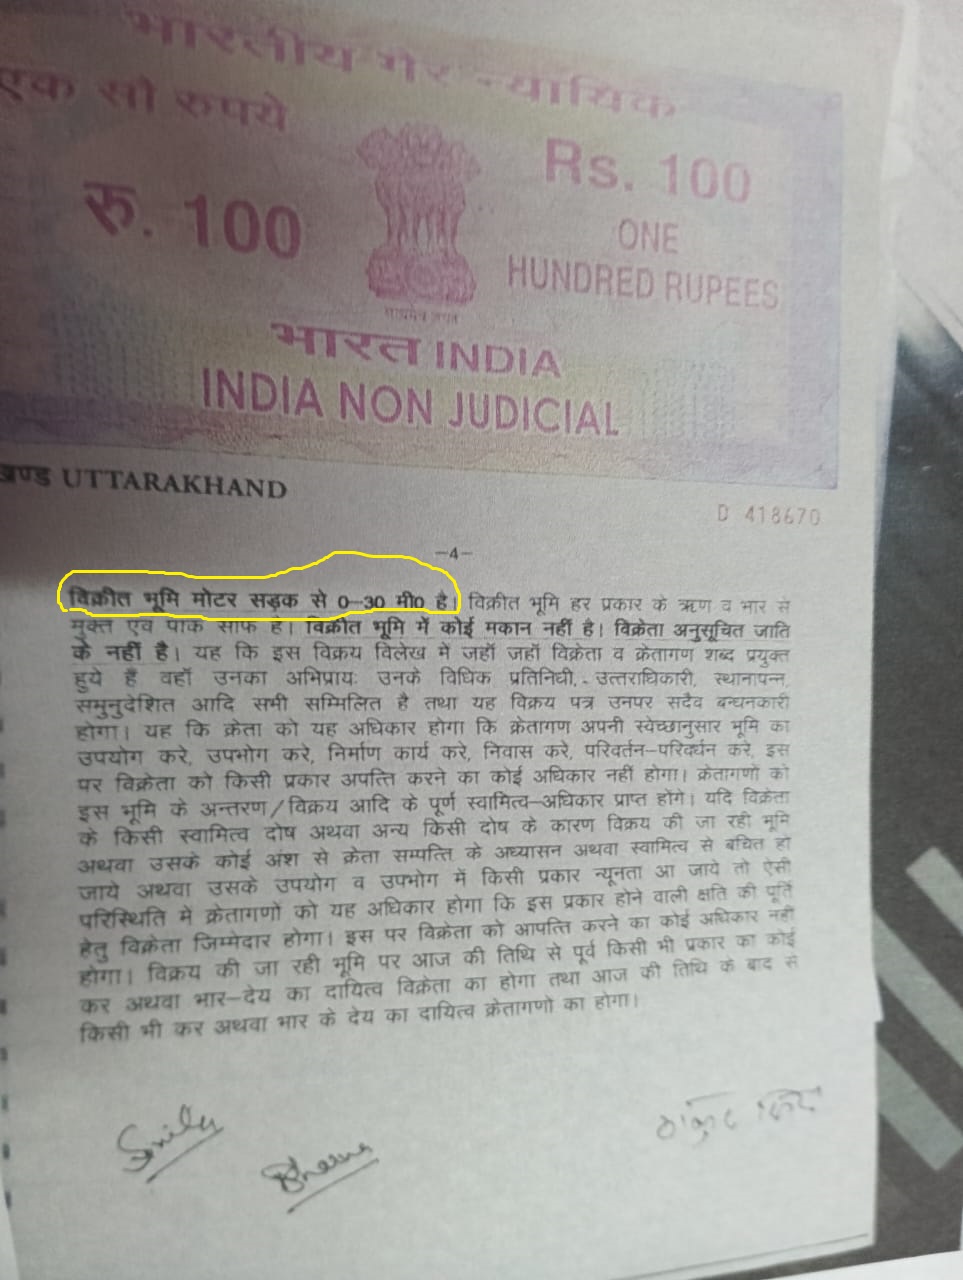 भारतीय गैर न्यायिक
एक सौ रुपये
रु. 100
Rs. 100
ONE
HUNDRED RUPEES
सत्यमेव जयते
भारत INDIA
INDIA NON JUDICIAL
UTTARAKHAND
D 418670
-4-
विक्रीत भूमि मोटर सड़क से 0-30 मी0 है। विक्रीत भूमि हर प्रकार के ऋण व भार से
मुक्त एवं पाक साफ है। विक्रीत भूमि में कोई मकान नहीं है। विक्रेता अनुसूचित जाति
के नहीं है। यह कि इस विक्रय विलेख में जहॉ जहॉ विक्रेता व क्रेतागण शब्द प्रयुक्त
हुये हैं वहॉ उनका अभिप्रायः उनके विधिक प्रतिनिधी, उत्तराधिकारी, स्थानापन्न,
समुनुदेशित आदि सभी सम्मिलित है तथा यह विक्रय पत्र उनपर सदैव बन्धनकारी
होगा। यह कि क्रेता को यह अधिकार होगा कि क्रेतागण अपनी स्वेच्छानुसार भूमि का
उपयोग करे, उपभोग करे, निर्माण कार्य करे, निवास करे, परिवर्तन-परिवर्धन करे, इस
पर विक्रेता को किसी प्रकार अपत्ति करने का कोई अधिकार नहीं होगा। क्रेतागणों को
इस भूमि के अन्तरण/विक्रय आदि के पूर्ण स्वामित्व-अधिकार प्राप्त होंगे। यदि विक्रेता
के किसी स्वामित्व दोष अथवा अन्य किसी दोष के कारण विक्रय की जा रही भूमि
अथवा उसके कोई अंश से क्रेता सम्पत्ति के अध्यासन अथवा स्वामित्व से बचित हो
जाये अथवा उसके उपयोग व उपभोग में किसी प्रकार न्यूनता आ जाये तो ऐसी
परिस्थिति में क्रेतागणों को यह अधिकार होगा कि इस प्रकार होने वाली क्षति की पूर्ति
हेतु विक्रेता जिम्मेदार होगा। इस पर विक्रेता को आपत्ति करने का कोई अधिकार नहीं
होगा। विक्रय की जा रही भूमि पर आज की तिथि से पूर्व किसी भी प्रकार का कोई
कर अथवा भार-देय का दायित्व विक्रेता का होगा तथा आज की तिथि के बाद से
किसी भी कर अथवा भार के देय का दायित्व क्रेतागणों का होगा।